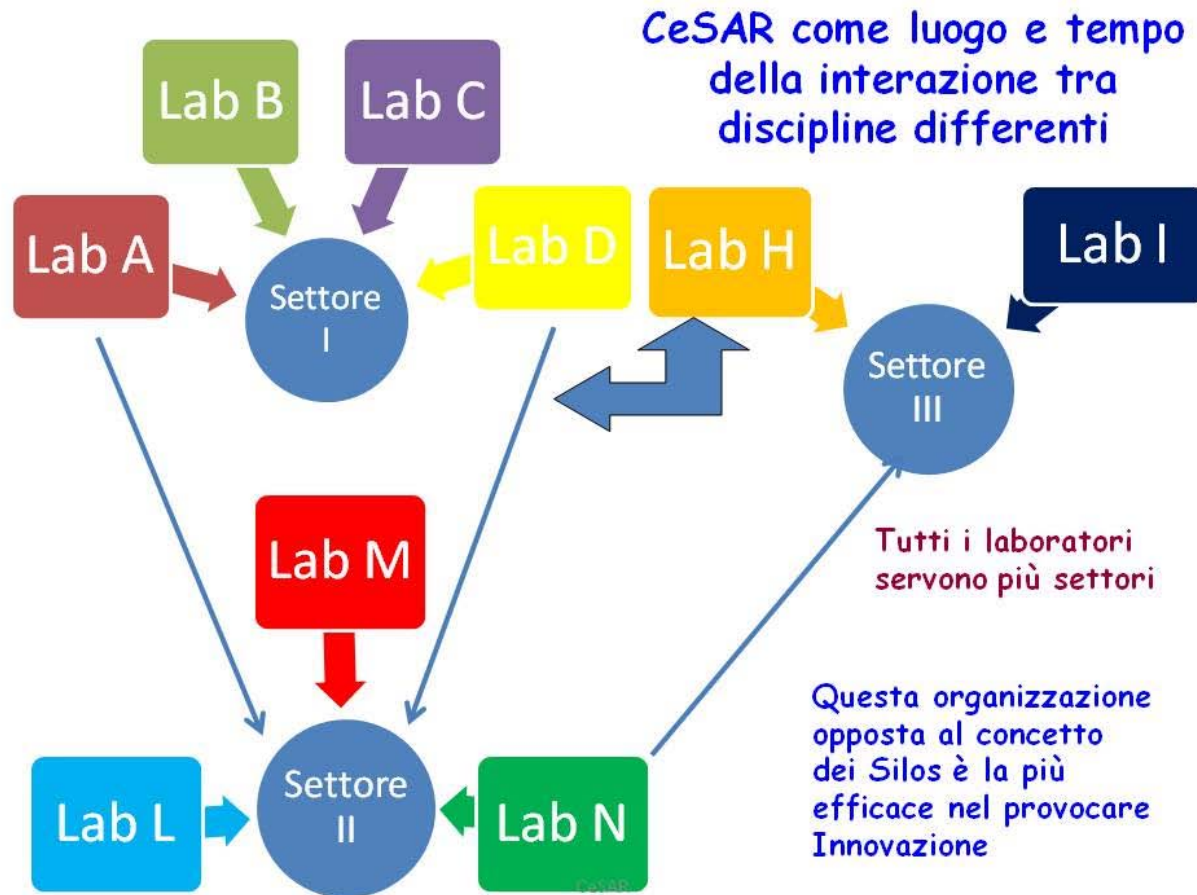 CeSAR come luogo e tempo
della interazione tra
discipline differenti
Lab B
Lab C
Lab A
Lab D
Lab H
Lab I
Settore
I
Settore
III
Lab M
Tutti i laboratori
servono più settori
Questa organizzazione
opposta al concetto
dei Silos è la più
efficace nel provocare
Innovazione
Lab L
Settore
II
Lab N
CeSAR